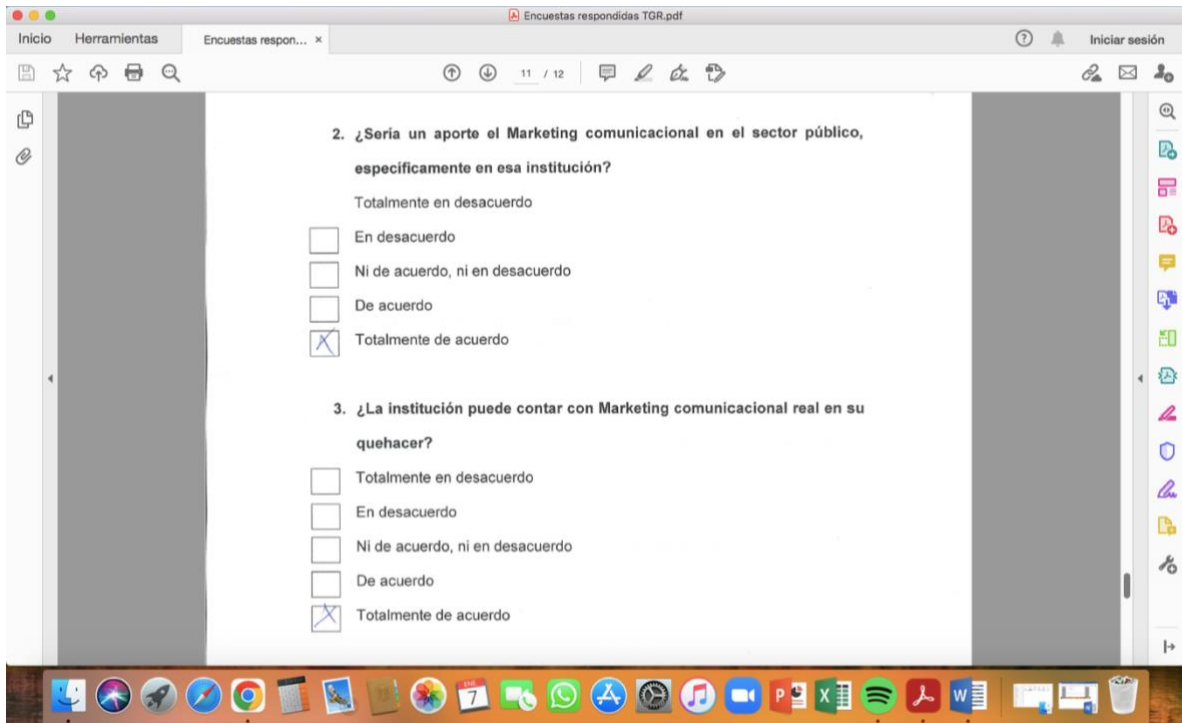 Encuestas respondidas TGR.pdf
Inicio Herramientas Encuestas respon... × Iniciar sesión
11 / 12
2. ¿Sería un aporte el Marketing comunicacional en el sector público,
especificamente en esa institución?
Totalmente en desacuerdo
En desacuerdo
Ni de acuerdo, ni en desacuerdo
De acuerdo
X Totalmente de acuerdo
3. ¿La institución puede contar con Marketing comunicacional real en su
quehacer?
Totalmente en desacuerdo
En desacuerdo
Ni de acuerdo, ni en desacuerdo
De acuerdo
X Totalmente de acuerdo
ENE.
7
P X W